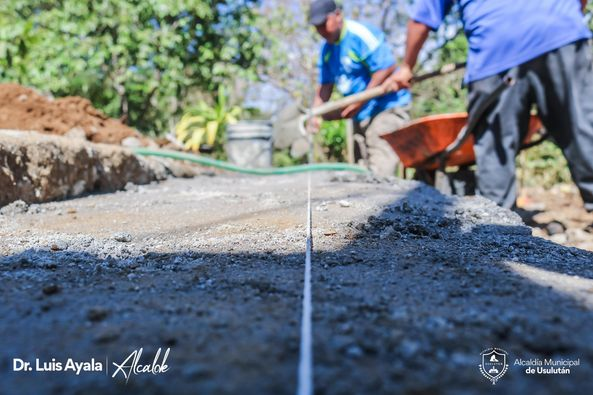 Dr. Luis Ayala | Alcalde
Alcaldía Municipal
de Usulután